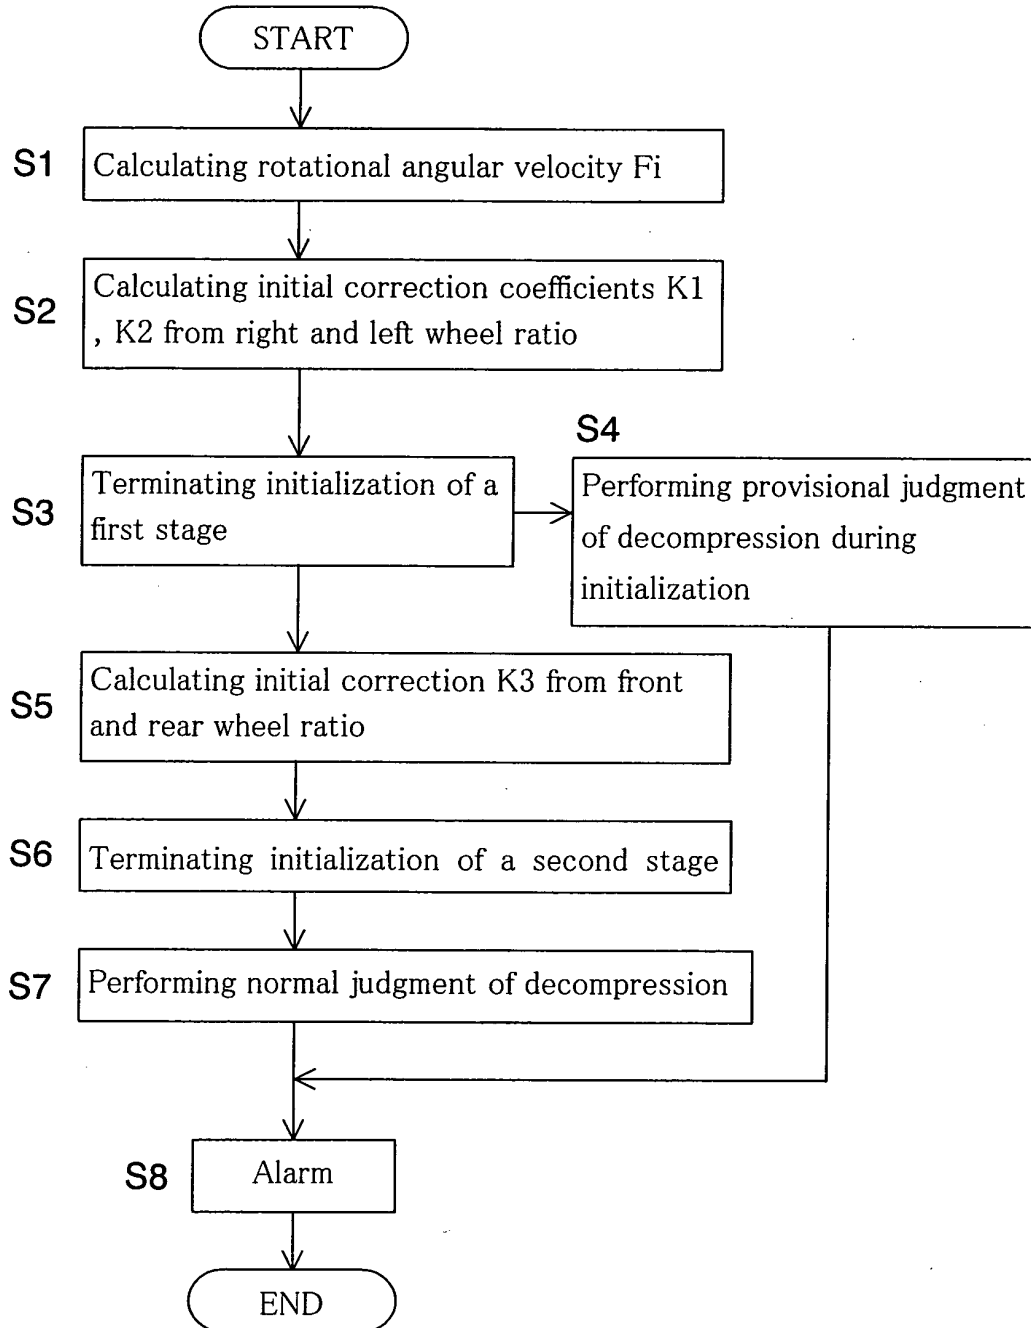 START
S1
Calculating rotational angular velocity Fi
S2
Calculating initial correction coefficients K1
, K2 from right and left wheel ratio
S3
Terminating initialization of a
first stage
S4
Performing provisional judgment
of decompression during
initialization
S5
Calculating initial correction K3 from front
and rear wheel ratio
S6
Terminating initialization of a second stage
S7
Performing normal judgment of decompression
S8
Alarm
END